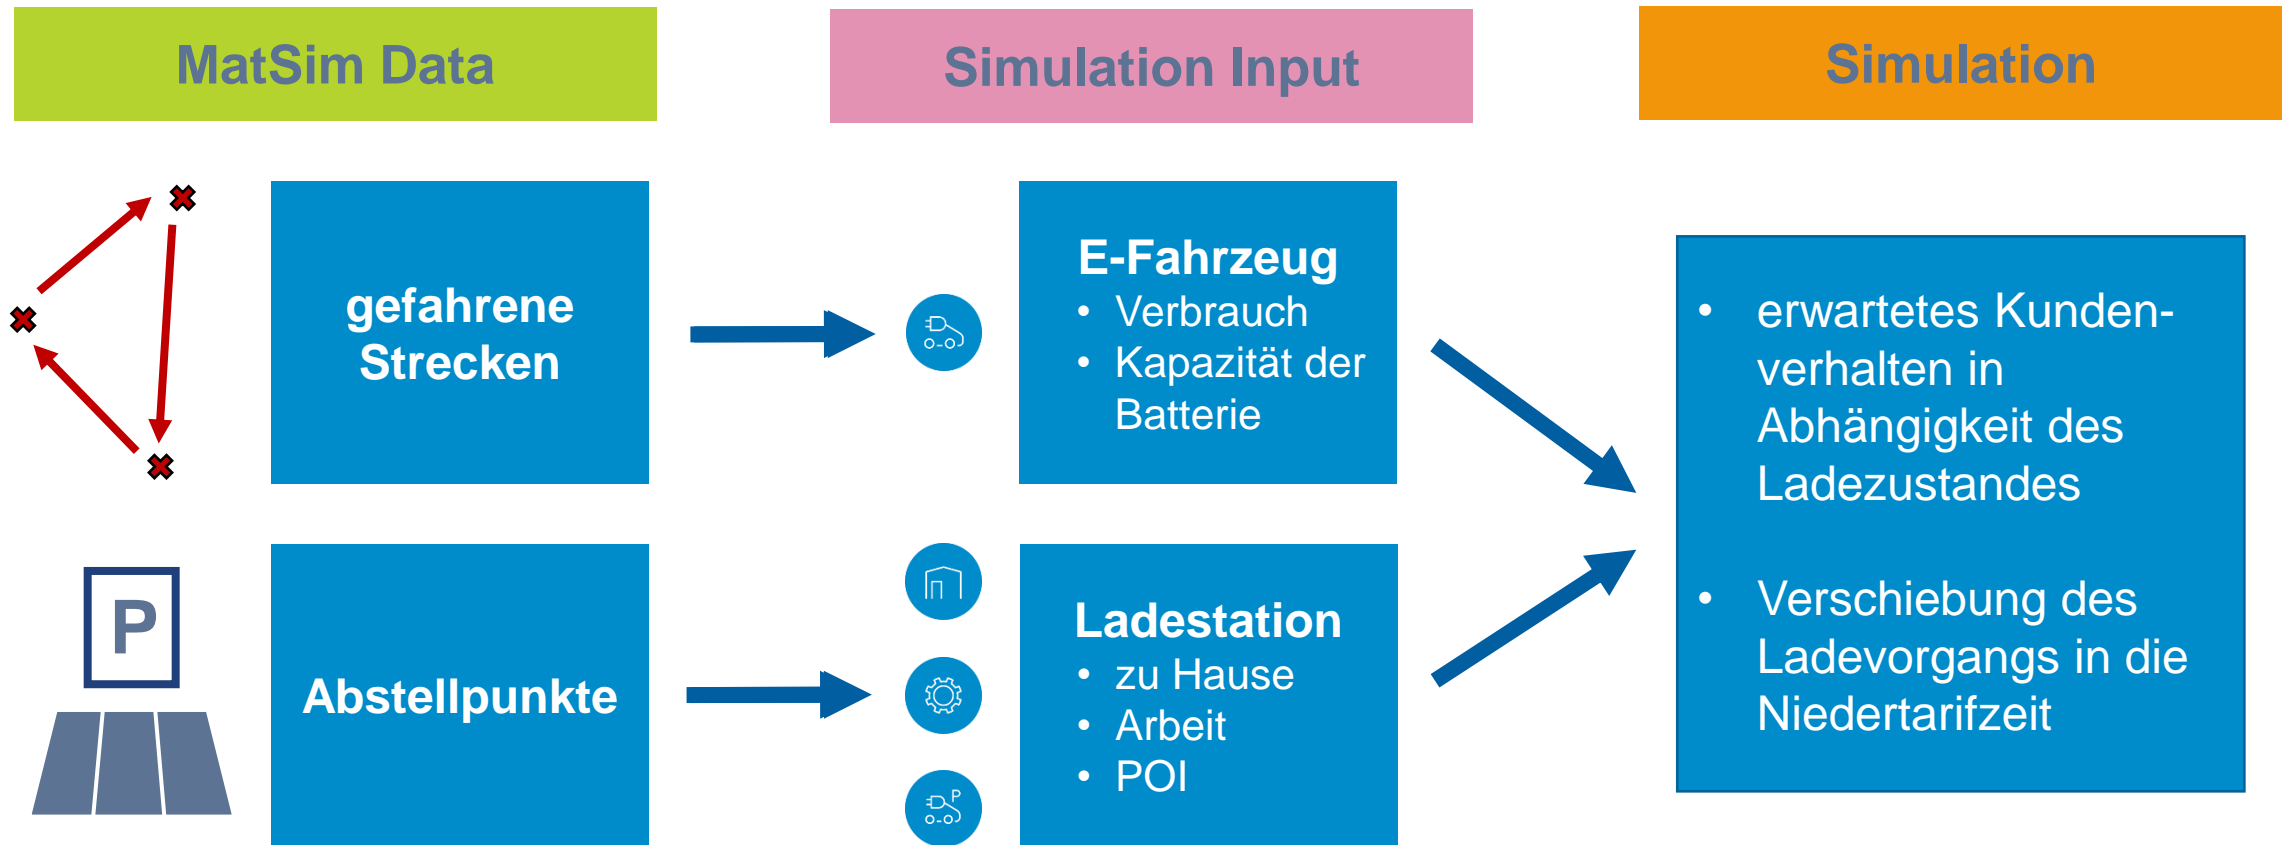 MatSim Data
Simulation Input
Simulation
gefahrene
Strecken
E-Fahrzeug
• Verbrauch
• Kapazität der
Batterie
• erwartetes Kunden-
verhalten in
Abhängigkeit des
Ladezustandes
• Verschiebung des
Ladevorgangs in die
Niedertarifzeit
P
Abstellpunkte
P
Ladestation
• zu Hause
• Arbeit
• POI